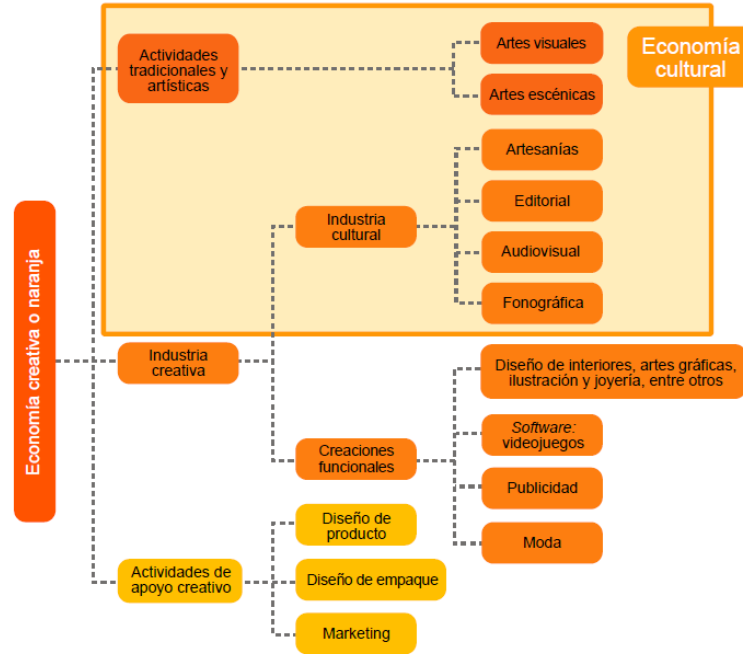 Economía
cultural
Actividades
tradicionales y
artísticas
Artes visuales
Artes escénicas
Artesanías
Industria
cultural
Editorial
Audiovisual
Fonográfica
Economía creativa o naranja
Industria
creativa
Diseño de interiores, artes gráficas,
ilustración y joyería, entre otros
Creaciones
funcionales
Software:
videojuegos
Publicidad
Moda
Actividades de
apoyo creativo
Diseño de
producto
Diseño de empaque
Marketing